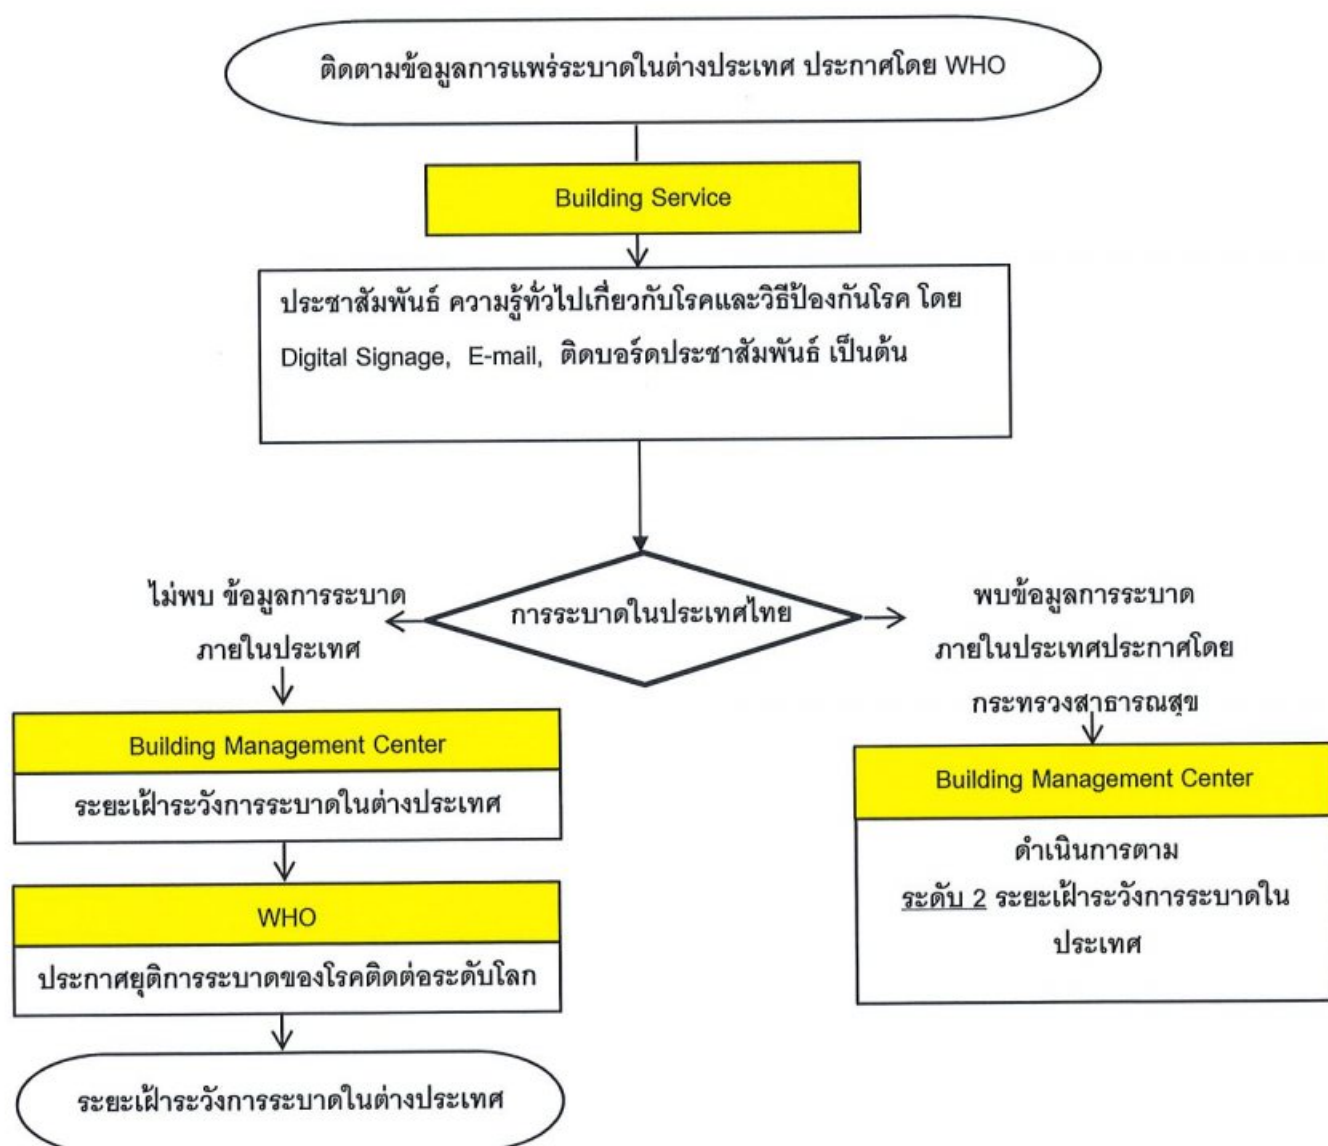 ติดตามข้อมูลการแพร่ระบาดในต่างประเทศ ประกาศโดย WHO
Building Service
ประชาสัมพันธ์ ความรู้ทั่วไปเกี่ยวกับโรคและวิธีป้องกันโรค โดย
Digital Signage, E-mail, ติดบอร์ดประชาสัมพันธ์ เป็นต้น
การระบาดในประเทศไทย
ไม่พบ ข้อมูลการระบาด
ภายในประเทศ
Building Management Center
ระยะเฝ้าระวังการระบาดในต่างประเทศ
WHO
ประกาศยุติการระบาดของโรคติดต่อระดับโลก
ระยะเฝ้าระวังการระบาดในต่างประเทศ
พบข้อมูลการระบาด
ภายในประเทศประกาศโดย
กระทรวงสาธารณสุข
Building Management Center
ดำเนินการตาม
ระดับ 2 ระยะเฝ้าระวังการระบาดใน
ประเทศ